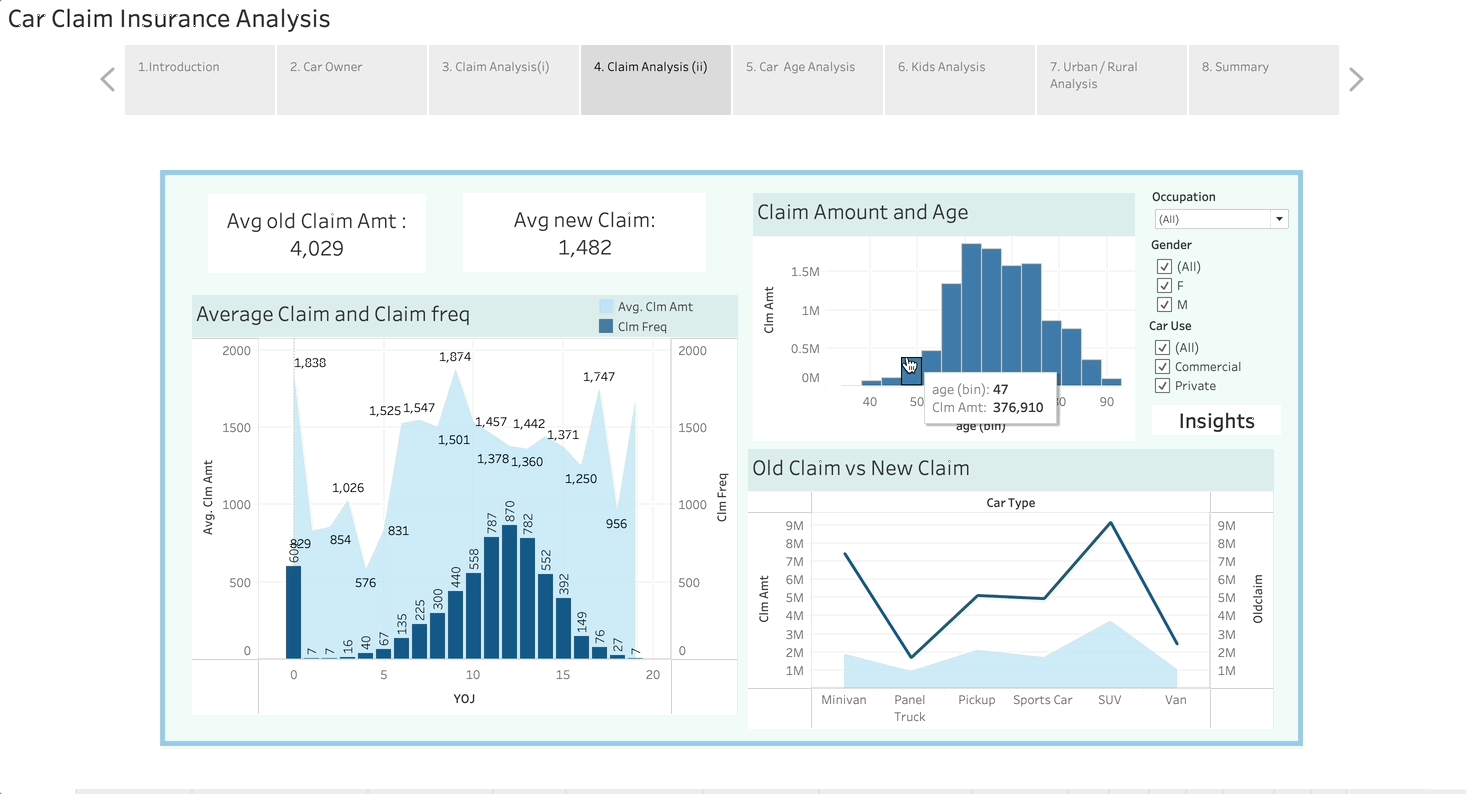 Car Claim Insurance Analysis
1.Introduction
2. Car Owner
3. Claim Analysis(i)
4. Claim Analysis (ii)
5. Car Age Analysis
6. Kids Analysis
7. Urban / Rural
Analysis
8. Summary
Avg old Claim Amt :
4,029
Avg new Claim:
1,482
Average Claim and Claim freq
Avg. Clm Amt
Clm Freq
2000
1500
1000
500
0
Avg. Clm Amt
1,838
829
854
1,026
576
831
1,525
1,547
1,501
1,874
1,457
1,378
1,442
1,360
1,371
1,250
1,747
956
7
7
16
40
67
135
225
300
440
558
787
870
782
552
392
149
76
27
7
2000
1500
1000
500
0
Clm Freq
0
5
10
15
20
YOJ
Claim Amount and Age
Clm Amt
1.5M
1M
0.5M
0M
40
90
age (bin): 47
Clm Amt: 376,910
age (bin)
Occupation
(All)
Gender
(All)
F
M
Car Use
(All)
Commercial
Private
Insights
Old Claim vs New Claim
Car Type
Clm Amt
9M
8M
7M
6M
5M
4M
3M
2M
1M
9M
8M
7M
6M
5M
4M
3M
2M
1M
Oldclaim
Minivan
Panel
Truck
Pickup
Sports Car
SUV
Van